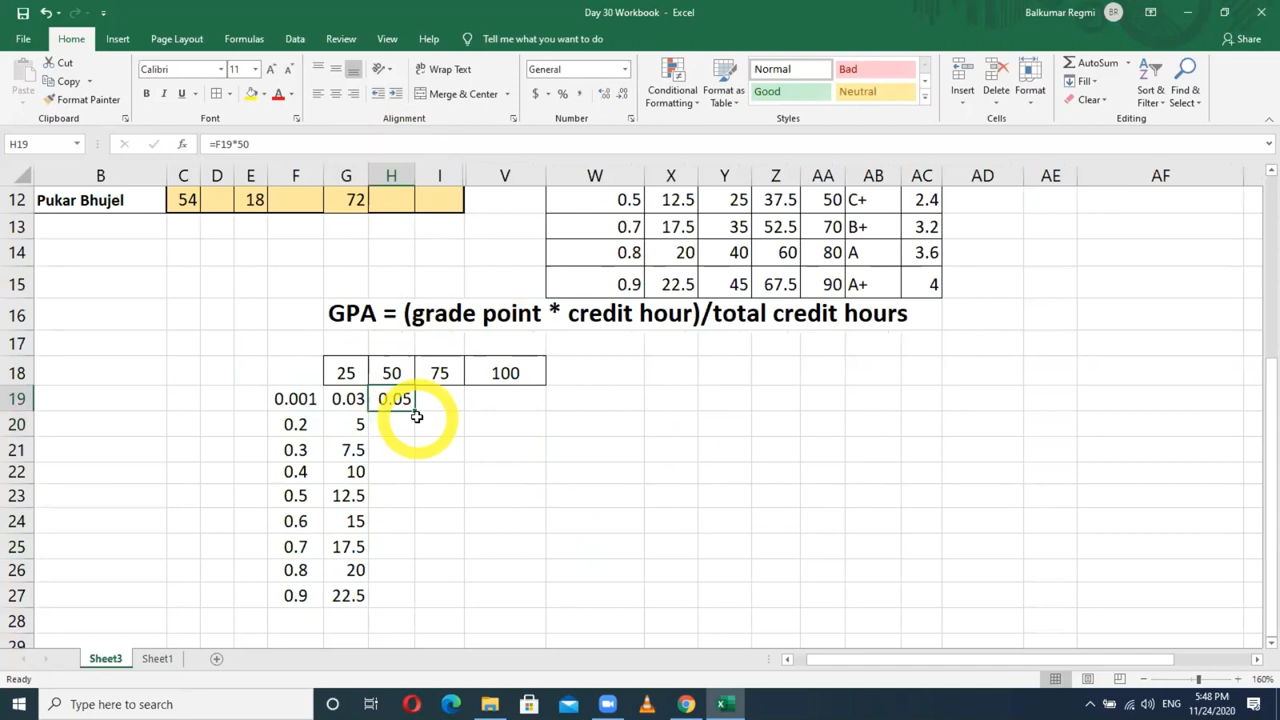 Day 30 Workbook - Excel
Balkumar Regmi BR
File Home Insert Page Layout Formulas Data Review View Help Tell me what you want to do Share
Cut
Copy
Format Painter
Paste
Clipboard
Calibri 11
B I U
Font
Wrap Text
Merge & Center
Alignment
General
$ % ,
Number
Conditional Formatting
Format as Table
Normal Bad
Good Neutral
Styles
Insert Delete Format
Cells
AutoSum
Fill
Clear
Sort & Filter
Find & Select
Editing
H19 fx =F19*50
B C D E F G H I V W X Y Z AA AB AC AD AE AF
12 Pukar Bhujel 54 18 72 0.5 12.5 25 37.5 50 C+ 2.4
13 0.7 17.5 35 52.5 70 B+ 3.2
14 0.8 20 40 60 80 A 3.6
15 0.9 22.5 45 67.5 90 A+ 4
16 GPA = (grade point * credit hour)/total credit hours
17
18 25 50 75 100
19 0.001 0.03 0.05
20 0.2 5
21 0.3 7.5
22 0.4 10
23 0.5 12.5
24 0.6 15
25 0.7 17.5
26 0.8 20
27 0.9 22.5
28
29
Sheet3 Sheet1
Ready 160%
Type here to search
ENG
5:48 PM
11/24/2020